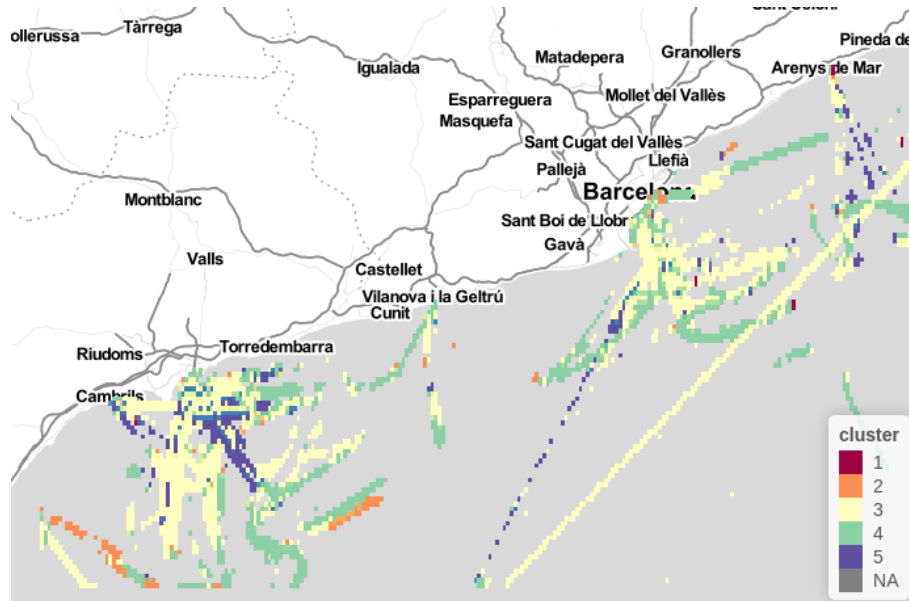 Tàrrega
ollerussa
Igualada
Matadepera
Granollers
Pineda de
Arenys de Mar
Esparreguera
Mollet del Vallès
Masquefa
Sant Cugat del Vallès
Llefià
Pallejà
Barcelona
Montblanc
Sant Boi de Llobr
Gavà
Valls
Castellet
Vilanova i la Geltrú
Cunit
Torredembarra
Riudoms
Cambrils
cluster
1
2
3
4
5
NA